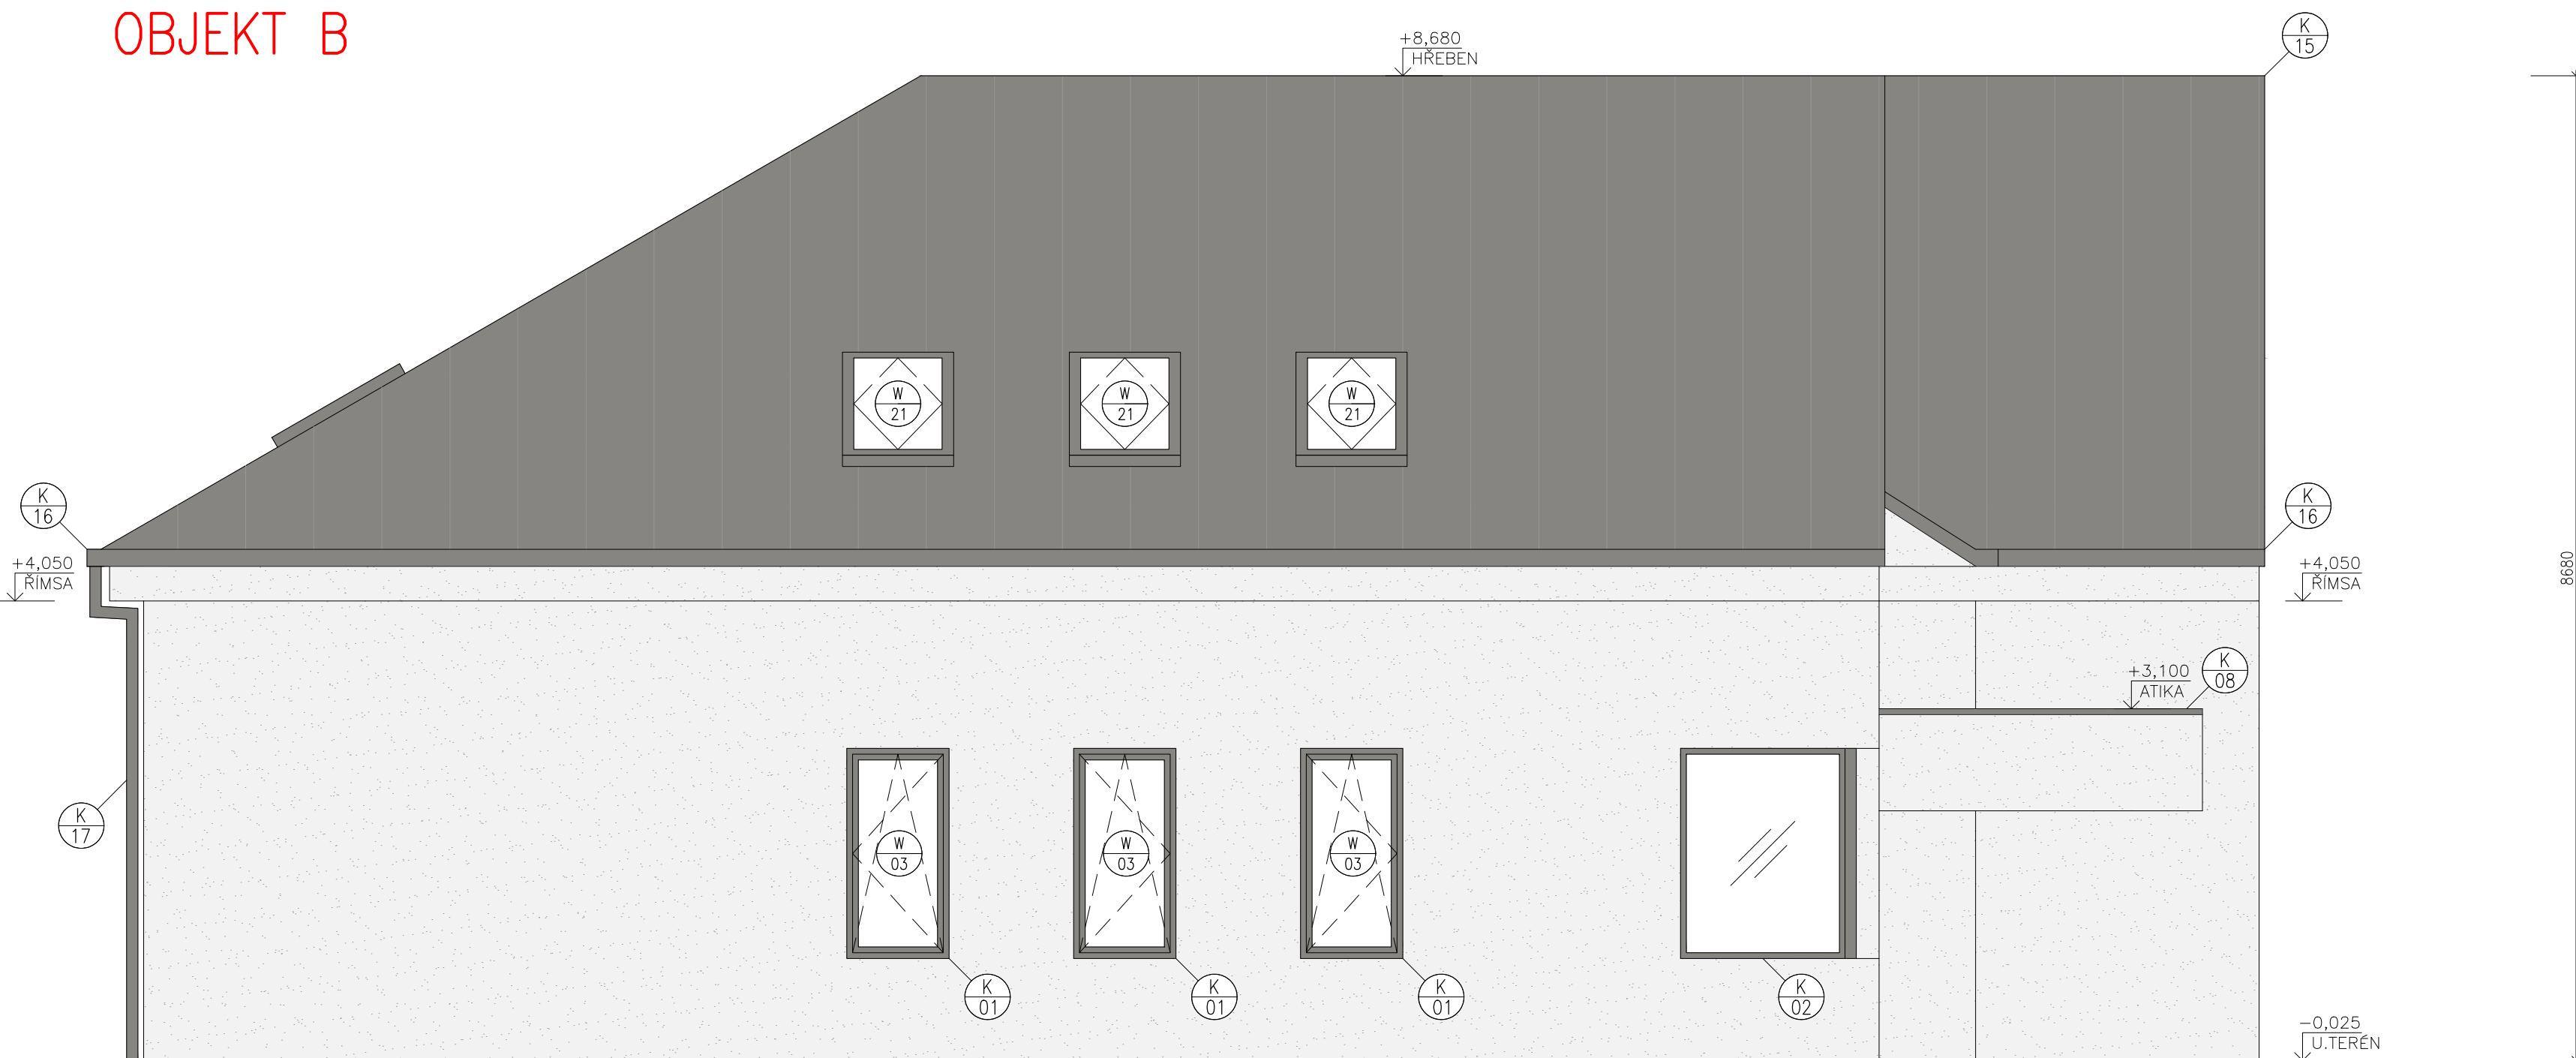 OBJEKT B
K
15
+8,680
HŘEBEN
W
21
W
21
W
21
K
16
K
16
+4,050
ŘÍMSA
+4,050
ŘÍMSA
8680
K
08
+3,100
ATIKA
K
17
W
03
W
03
W
03
K
01
K
01
K
01
K
02
-0,025
U.TERÉN